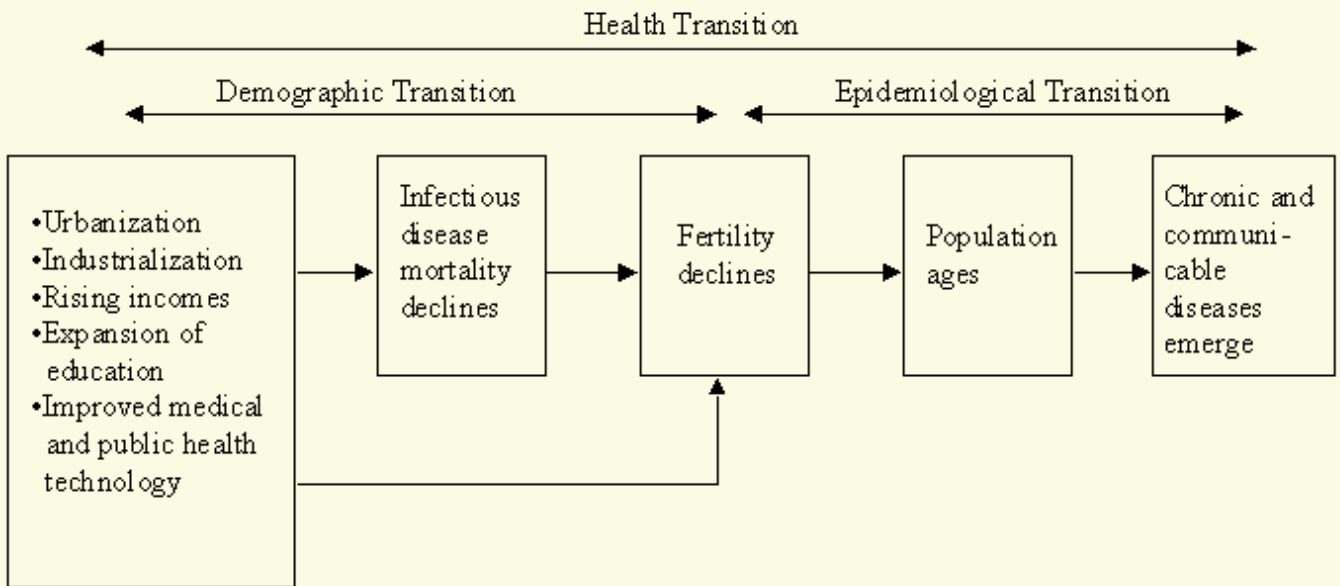 Health Transition
Demographic Transition
Epidemiological Transition
•Urbanization
•Industrialization
•Rising incomes
•Expansion of
education
•Improved medical
and public health
technology
Infectious
disease
mortality
declines
Fertility
declines
Population
ages
Chronic and
communi-
cable
diseases
emerge